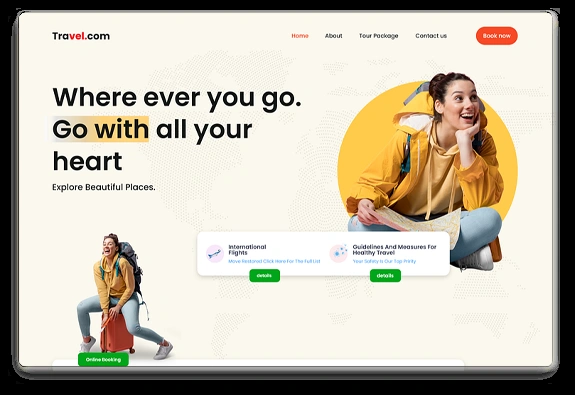 Travel.com
Home
About
Tour Package
Contact us
Book now
Where ever you go.
Go with all your
heart
Explore Beautiful Places.
International
Flights
Move Restored Click Here For The Full List
details
Guidelines And Measures For
Healthy Travel
Your Safety Is Our Top Priority
details
Online Booking